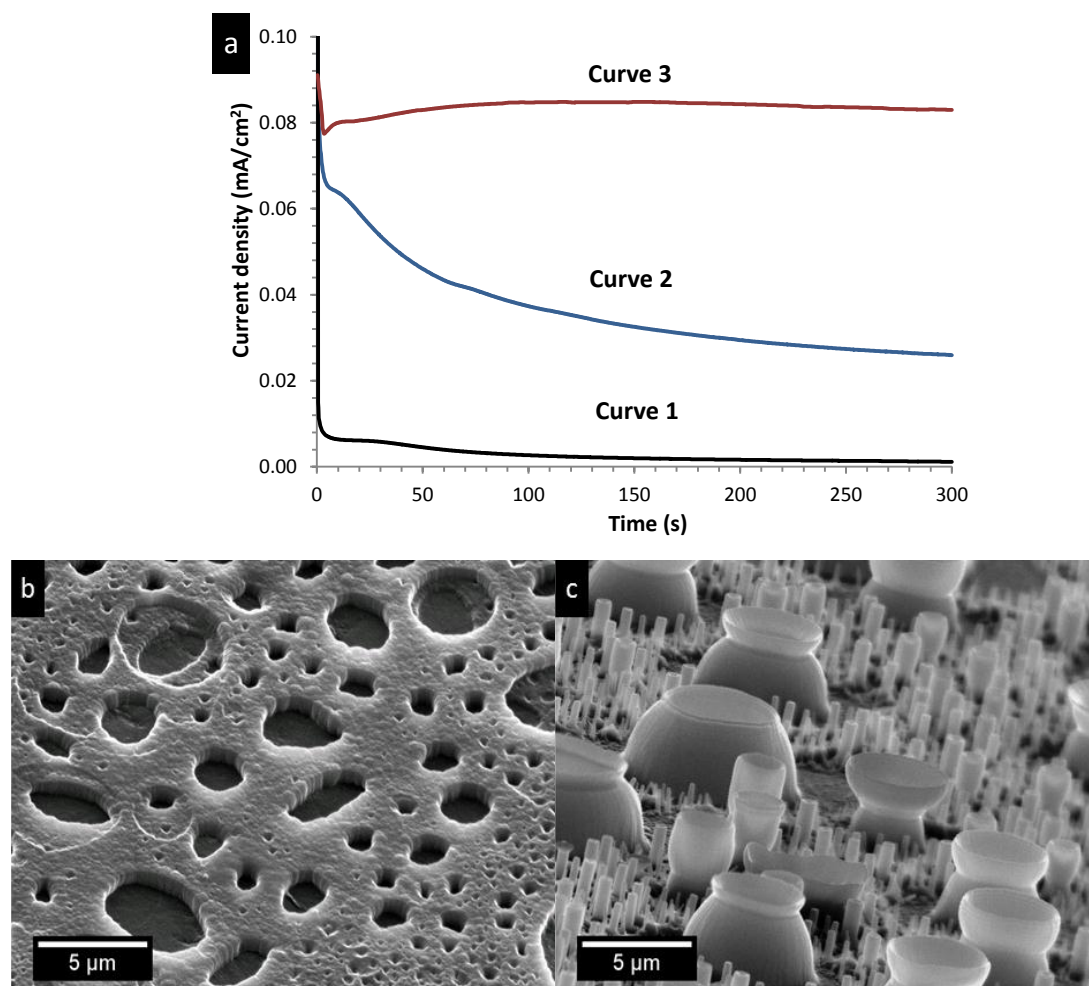 a
0.10
0.08
0.06
0.04
0.02
0.00
Current density (mA/cm²)
Curve 3
Curve 2
Curve 1
0 50 100 150 200 250 300
Time (s)
b
5 µm
c
5 µm